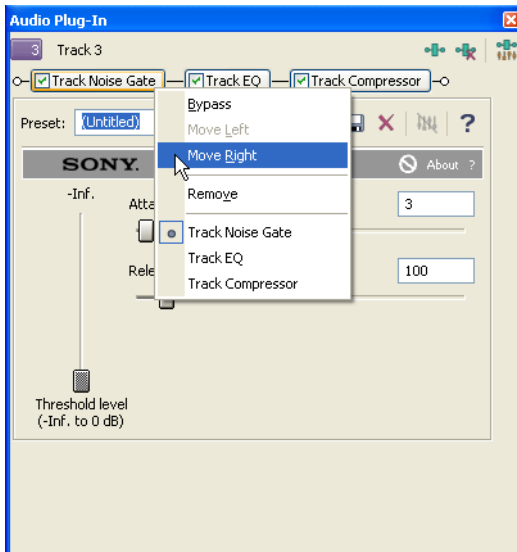 Audio Plug-In
3 Track 3
Track Noise Gate Track EQ Track Compressor
Preset: (Untitled)
Bypass
Move Left
Move Right
Remove
Track Noise Gate
Track EQ
Track Compressor
SONY. About ?
-Inf.
Atta 3
Rele 100
Threshold level
(-Inf. to 0 dB)